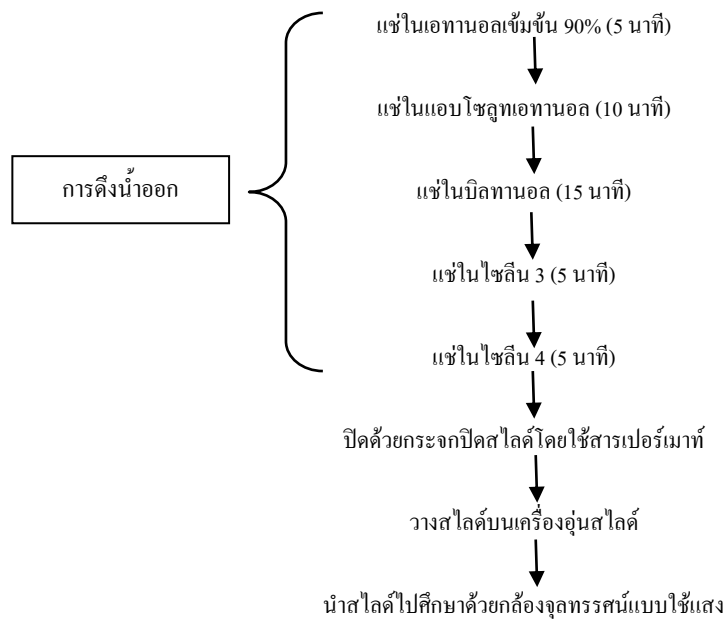 แช่ในเอทานอลเข้มข้น 90% (5 นาที)
แช่ในแอบโซลูทเอทานอล (10 นาที)
การดึงน้ำออก
แช่ในบิลทานอล (15 นาที)
แช่ในไซลีน 3 (5 นาที)
แช่ในไซลีน 4 (5 นาที)
ปิดด้วยกระจกปิดสไลด์โดยใช้สารเปอร์เมาท์
วางสไลด์บนเครื่องอุ่นสไลด์
นำสไลด์ไปศึกษาด้วยกล้องจุลทรรศน์แบบใช้แสง